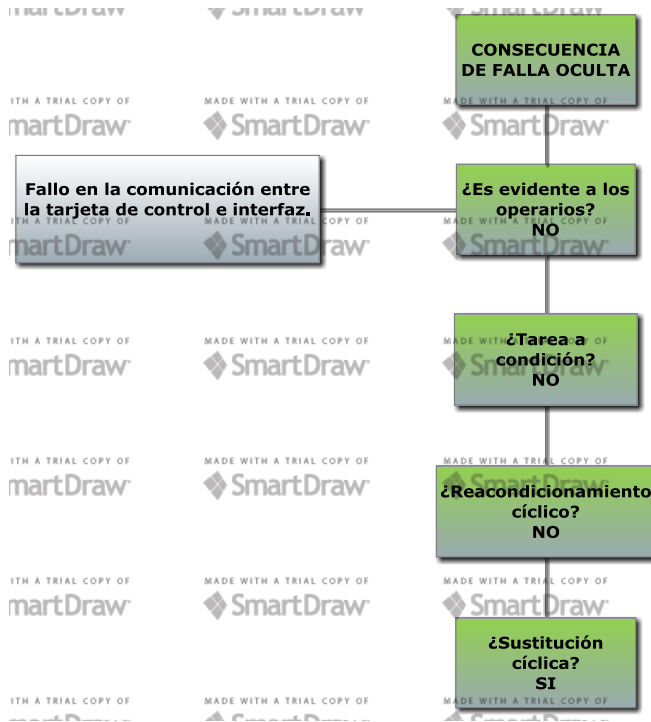 CONSECUENCIA
DE FALLA OCULTA
Fallo en la comunicación entre
la tarjeta de control e interfaz.
¿Es evidente a los
operarios?
NO
¿Tarea a
condición?
NO
¿Reacondicionamiento
cíclico?
NO
¿Sustitución
cíclica?
SI
MADE WITH A TRIAL COPY OF
SmartDraw